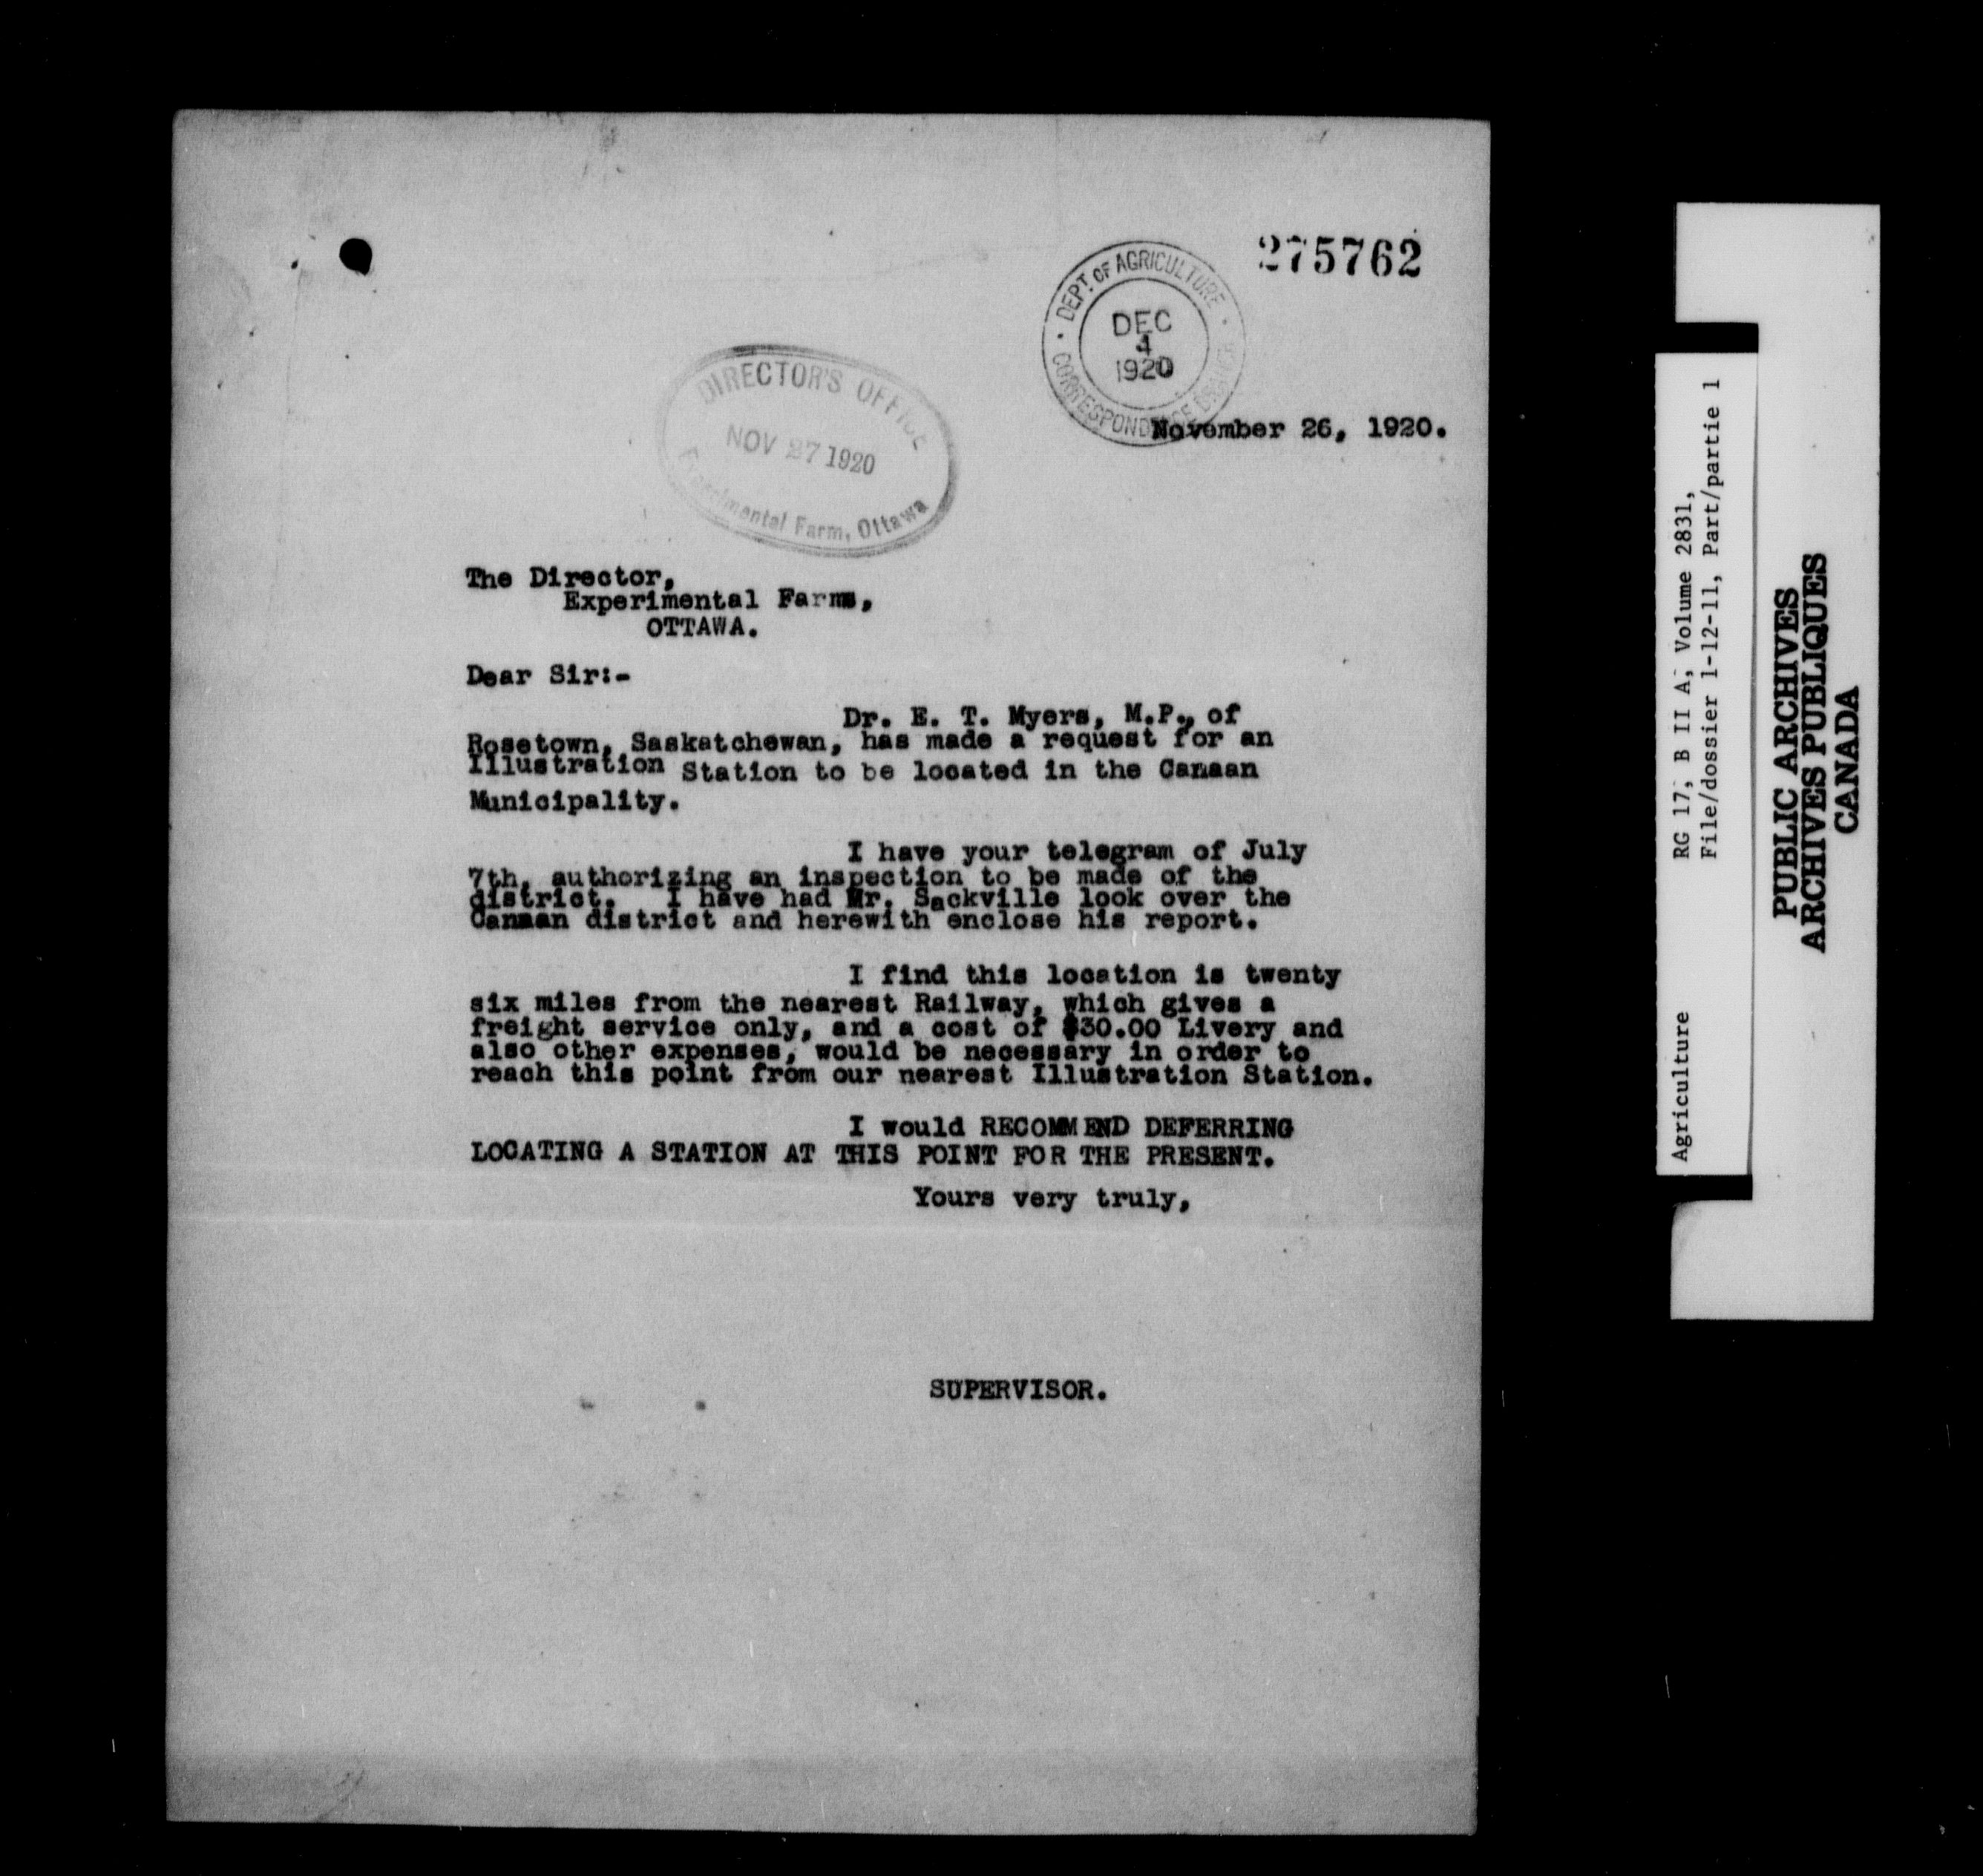 275762
DEPT. OF AGRICULTURE
DEC
4
1920
CORRESPONDENCE BRANCH
DIRECTOR'S OFFICE
NOV 27 1920
Experimental Farm, Ottawa
November 26, 1920.
The Director,
Experimental Farms,
OTTAWA.
Dear Sir:-
Dr. E. T. Myers, M.P., of
Rosetown, Saskatchewan, has made a request for an
Illustration Station to be located in the Canaan
Municipality.
I have your telegram of July
7th, authorizing an inspection to be made of the
district. I have had Mr. Sackville look over the
Canaan district and herewith enclose his report.
I find this location is twenty
six miles from the nearest Railway, which gives a
freight service only, and a cost of $30.00 Livery and
also other expenses, would be necessary in order to
reach this point from our nearest Illustration Station.
I would RECOMMEND DEFERRING
LOCATING A STATION AT THIS POINT FOR THE PRESENT.
Yours very truly,
SUPERVISOR.
Agriculture RG 17, B II A, Volume 2831,
File/dossier 1-12-11, Part/partie 1
PUBLIC ARCHIVES
ARCHIVES PUBLIQUES
CANADA